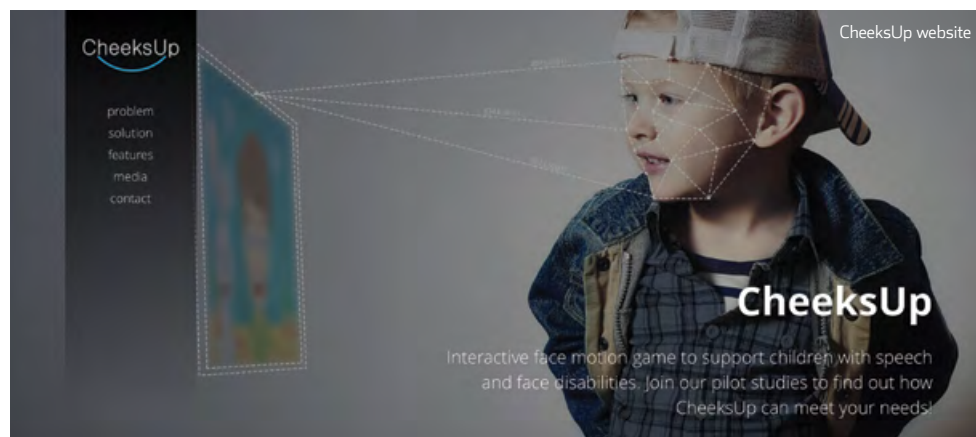 CheeksUp website
CheeksUp
problem
solution
features
media
contact
CheeksUp
Interactive face motion game to support children with speech
and face disabilities. Join our pilot studies to find out how
CheeksUp can meet your needs!